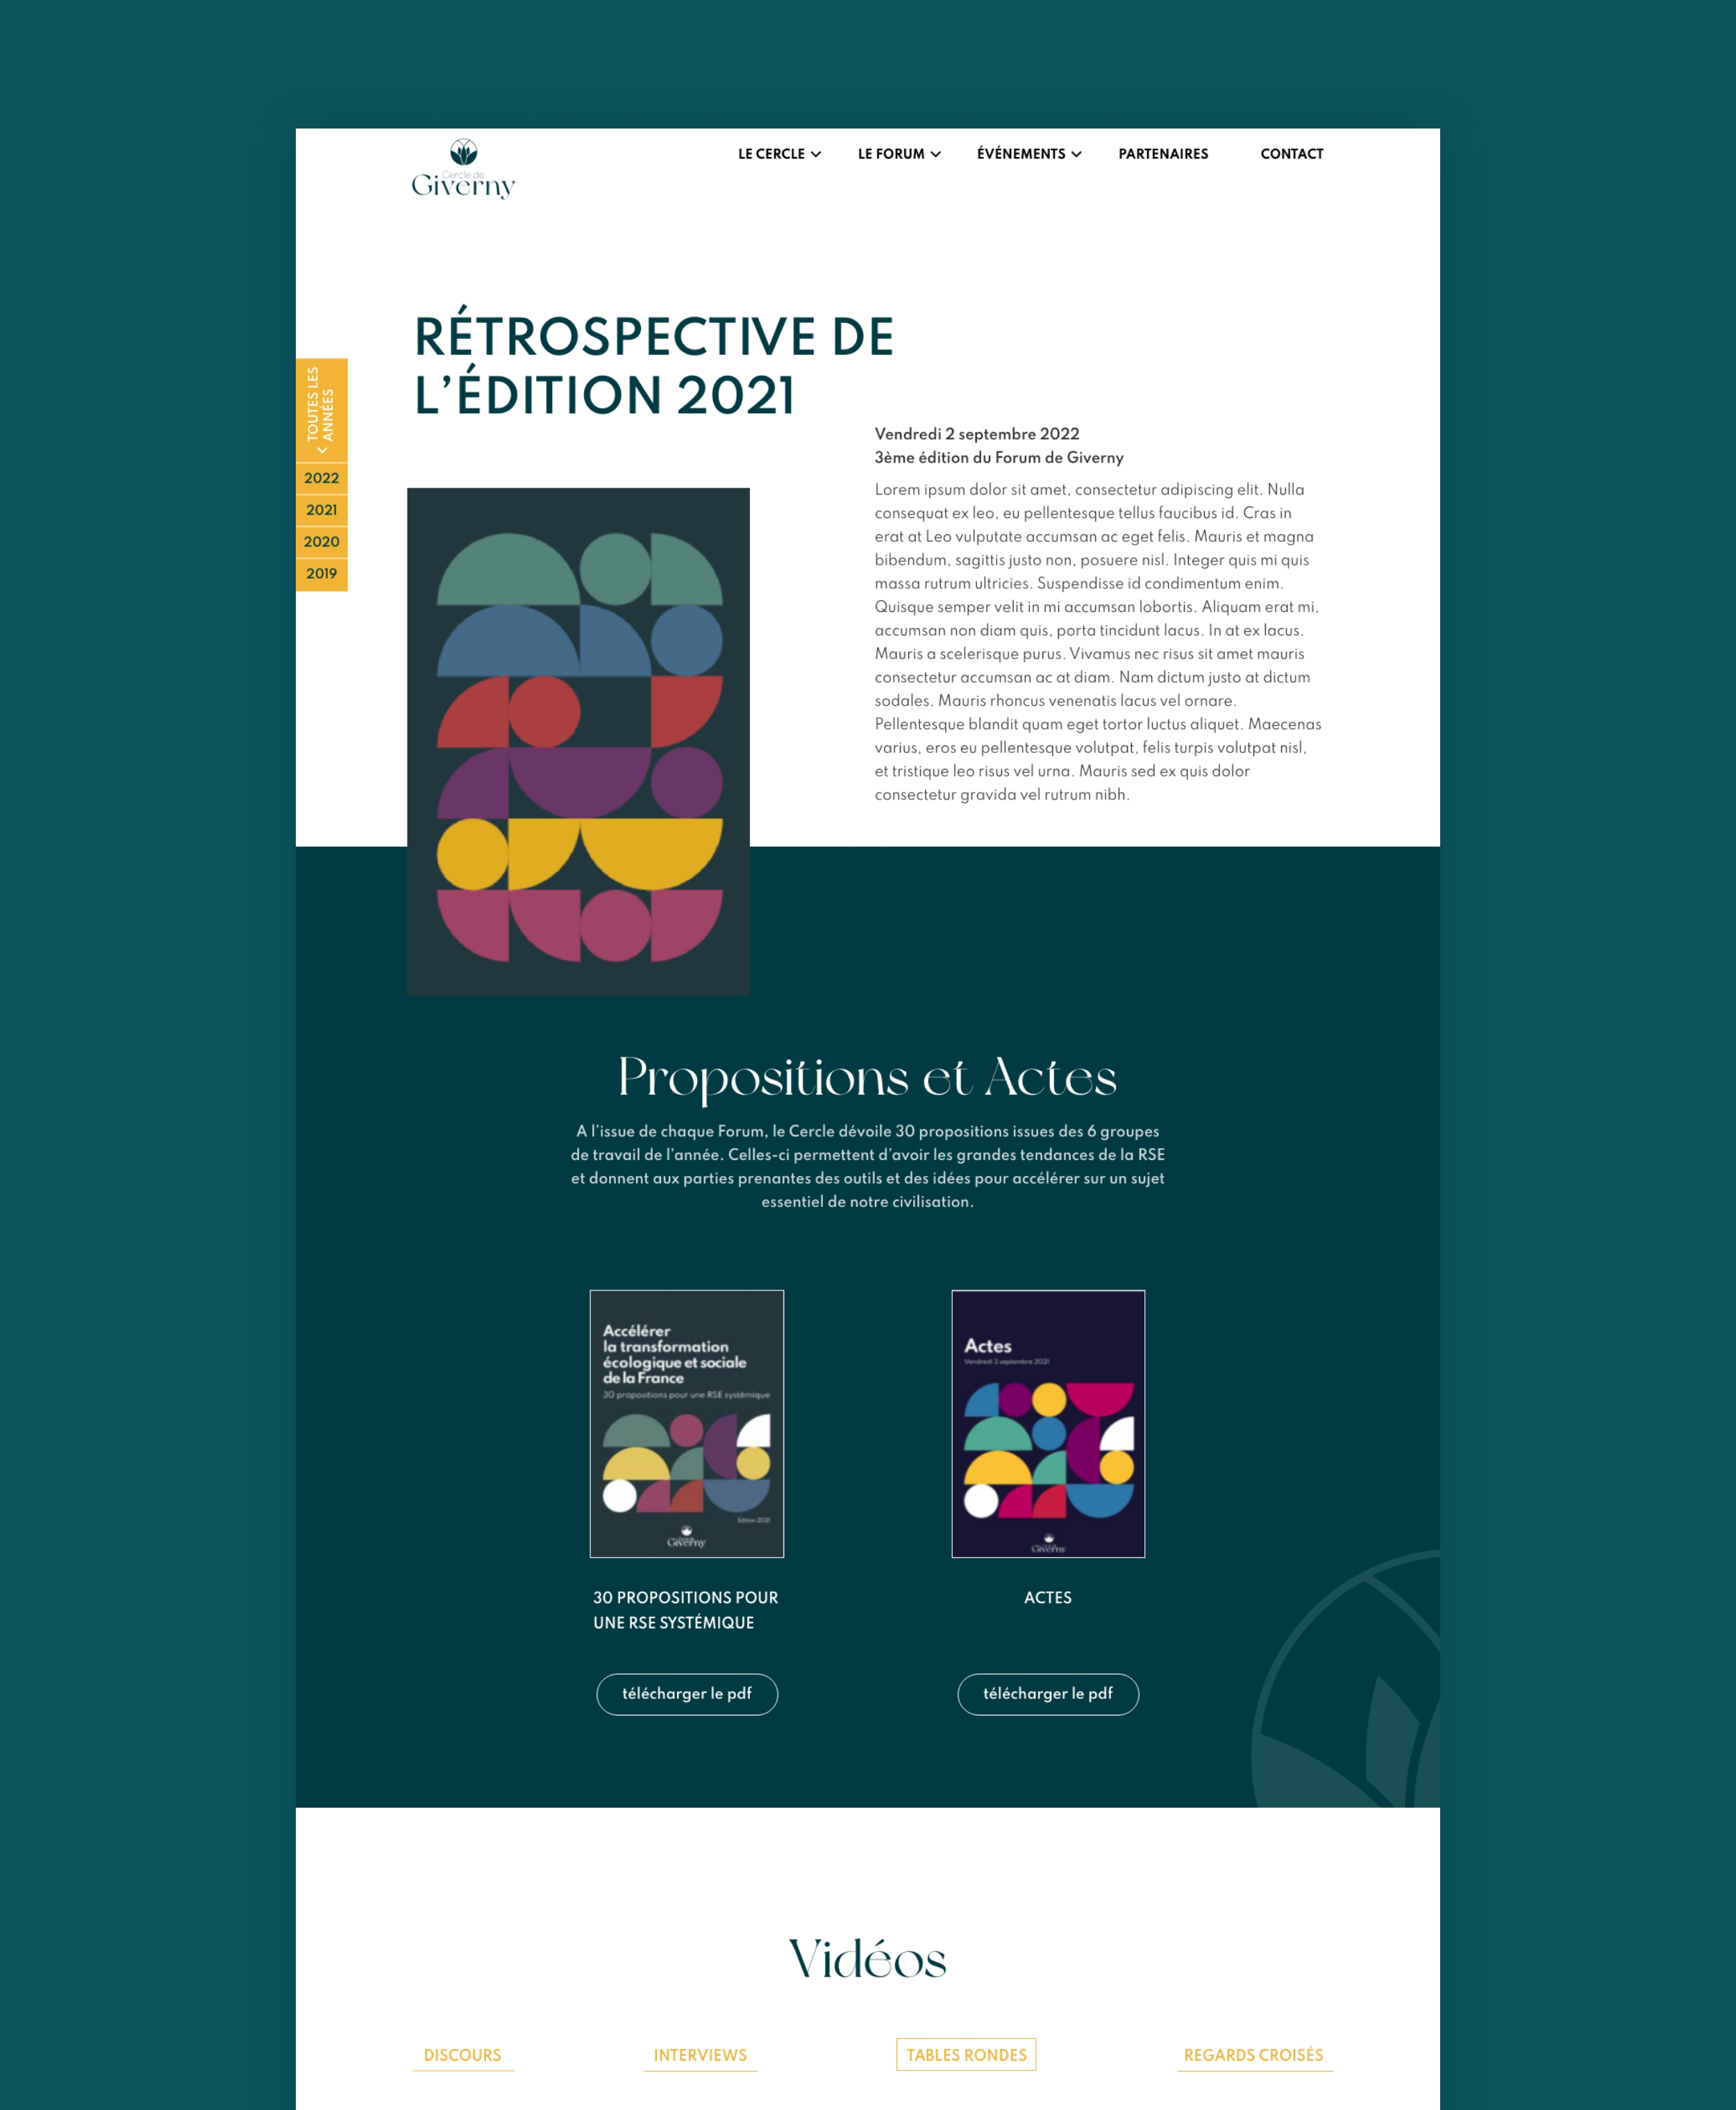 Cercle de
Giverny
LE CERCLE
LE FORUM
ÉVÉNEMENTS
PARTENAIRES
CONTACT
RÉTROSPECTIVE DE
L’ÉDITION 2021
TOUTES LES
ANNÉES
2022
2021
2020
2019
Vendredi 2 septembre 2022
3ème édition du Forum de Giverny
Lorem ipsum dolor sit amet, consectetur adipiscing elit. Nulla
consequat ex leo, eu pellentesque tellus faucibus id. Cras in
erat at Leo vulputate accumsan ac eget felis. Mauris et magna
bibendum, sagittis justo non, posuere nisl. Integer quis mi quis
massa rutrum ultricies. Suspendisse id condimentum enim.
Quisque semper velit in mi accumsan lobortis. Aliquam erat mi,
accumsan non diam quis, porta tincidunt lacus. In at ex lacus.
Mauris a scelerisque purus. Vivamus nec risus sit amet mauris
consectetur accumsan ac at diam. Nam dictum justo at dictum
sodales. Mauris rhoncus venenatis lacus vel ornare.
Pellentesque blandit quam eget tortor luctus aliquet. Maecenas
varius, eros eu pellentesque volutpat, felis turpis volutpat nisl,
et tristique leo risus vel urna. Mauris sed ex quis dolor
consectetur gravida vel rutrum nibh.
Propositions et Actes
A l’issue de chaque Forum, le Cercle dévoile 30 propositions issues des 6 groupes
de travail de l’année. Celles-ci permettent d’avoir les grandes tendances de la RSE
et donnent aux parties prenantes des outils et des idées pour accélérer sur un sujet
essentiel de notre civilisation.
Accélérer
la transformation
écologique et sociale
de la France
30 propositions pour une RSE systémique
Édition 2021
Giverny
Actes
Vendredi 3 septembre 2021
Giverny
30 PROPOSITIONS POUR
UNE RSE SYSTÉMIQUE
télécharger le pdf
ACTES
télécharger le pdf
Vidéos
DISCOURS
INTERVIEWS
TABLES RONDES
REGARDS CROISÉS